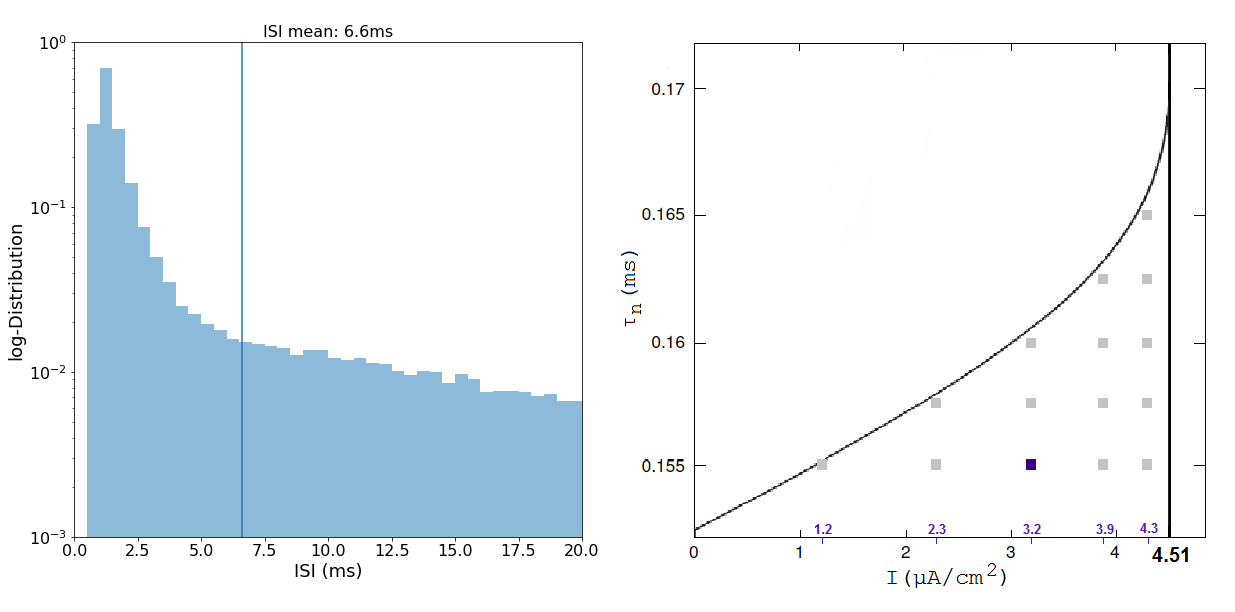 ISI mean: 6.6ms
10⁰
10⁻¹
10⁻²
10⁻³
log-Distribution
0.0 2.5 5.0 7.5 10.0 12.5 15.0 17.5 20.0
ISI (ms)
0.17
0.165
0.16
0.155
τn (ms)
1.2 2.3 3.2 3.9 4.3
0 1 2 3 4 4.51
I (μA/cm²)